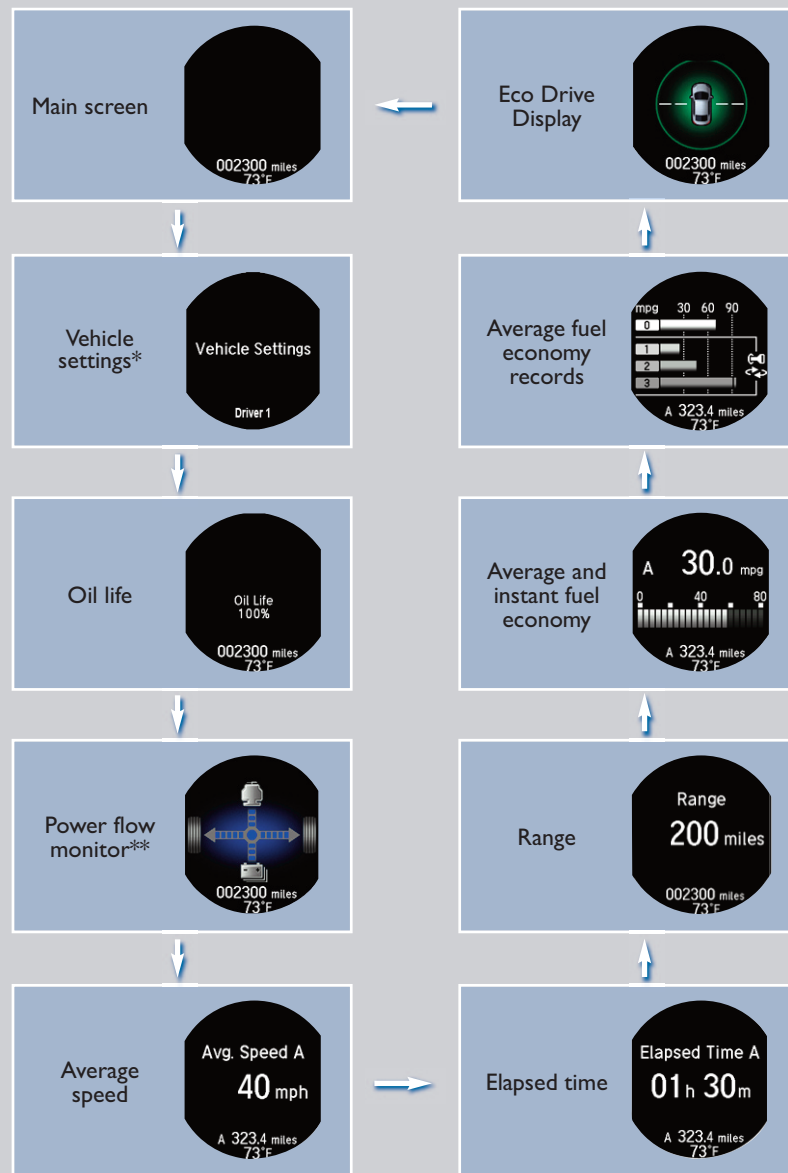 Main screen
002300 miles
73°F
Vehicle
settings*
Vehicle Settings
Driver 1
Oil life
Oil Life
100%
002300 miles
73°F
Power flow
monitor**
002300 miles
73°F
Average
speed
Avg. Speed A
40 mph
A 323.4 miles
73°F
Elapsed time
Elapsed Time A
01h 30m
A 323.4 miles
73°F
Range
Range
200 miles
002300 miles
73°F
Average and
instant fuel
economy
A 30.0 mpg
0 40 80
A 323.4 miles
73°F
Average fuel
economy
records
mpg 30 60 90
0
1
2
3
A 323.4 miles
73°F
Eco Drive
Display
002300 miles
73°F